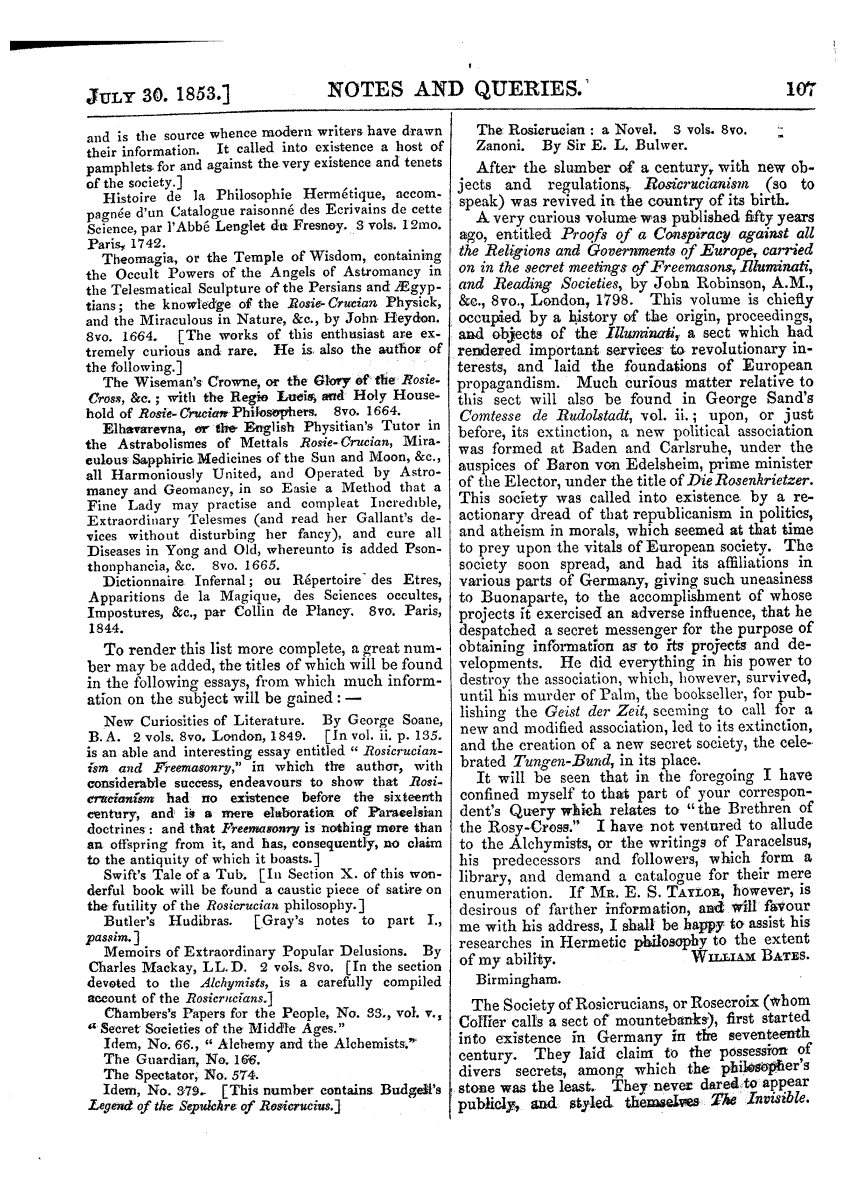 JULY 30. 1853.] NOTES AND QUERIES. 107
and is the source whence modern writers have drawn
their information. It called into existence a host of
pamphlets for and against the very existence and tenets
of the society.]
Histoire de la Philosophie Hermétique, accom-
pagnée d'un Catalogue raisonné des Ecrivains de cette
Science, par l'Abbé Lenglet du Fresnoy. 3 vols. 12mo.
Paris, 1742.
Theomagia, or the Temple of Wisdom, containing
the Occult Powers of the Angels of Astromancy in
the Telesmatical Sculpture of the Persians and Ægyp-
tians; the knowledge of the Rosie-Crucian Physick,
and the Miraculous in Nature, &c., by John Heydon.
8vo. 1664. [The works of this enthusiast are ex-
tremely curious and rare. He is also the author of
the following.]
The Wiseman's Crowne, or the Glory of the Rosie-
Cross, &c.; with the Regio Lucis, and Holy House-
hold of Rosie-Crucian Philosophers. 8vo. 1664.
Elhavarevna, or the English Physitian's Tutor in
the Astrabolismes of Mettals Rosie-Crucian, Mira-
culous Sapphiric Medicines of the Sun and Moon, &c.,
all Harmoniously United, and Operated by Astro-
mancy and Geomancy, in so Easie a Method that a
Fine Lady may practise and compleat Incredible,
Extraordinary Telesmes (and read her Gallant's de-
vices without disturbing her fancy), and cure all
Diseases in Yong and Old, whereunto is added Pson-
thonphancia, &c. 8vo. 1665.
Dictionnaire Infernal; ou Répertoire des Etres,
Apparitions de la Magique, des Sciences occultes,
Impostures, &c., par Collin de Plancy. 8vo. Paris,
1844.
To render this list more complete, a great num-
ber may be added, the titles of which will be found
in the following essays, from which much inform-
ation on the subject will be gained:—
New Curiosities of Literature. By George Soane,
B. A. 2 vols. 8vo. London, 1849. [In vol. ii. p. 135.
is an able and interesting essay entitled "Rosicrucian-
ism and Freemasonry," in which the author, with
considerable success, endeavours to show that Rosi-
crucianism had no existence before the sixteenth
century, and is a mere elaboration of Paracelsian
doctrines: and that Freemasonry is nothing more than
an offspring from it, and has, consequently, no claim
to the antiquity of which it boasts.]
Swift's Tale of a Tub. [In Section X. of this won-
derful book will be found a caustic piece of satire on
the futility of the Rosicrucian philosophy.]
Butler's Hudibras. [Gray's notes to part I.,
passim.]
Memoirs of Extraordinary Popular Delusions. By
Charles Mackay, LL. D. 2 vols. 8vo. [In the section
devoted to the Alchymists, is a carefully compiled
account of the Rosicrucians.]
Chambers's Papers for the People, No. 33., vol. v.,
"Secret Societies of the Middle Ages."
Idem, No. 66., "Alchemy and the Alchemists."
The Guardian, No. 166.
The Spectator, No. 574.
Idem, No. 379. [This number contains Budgell's
Legend of the Sepulchre of Rosicrucius.]
The Rosicrucian: a Novel. 3 vols. 8vo.
Zanoni. By Sir E. L. Bulwer.
After the slumber of a century, with new ob-
jects and regulations, Rosicrucianism (so to
speak) was revived in the country of its birth.
A very curious volume was published fifty years
ago, entitled Proofs of a Conspiracy against all
the Religions and Governments of Europe, carried
on in the secret meetings of Freemasons, Illuminati,
and Reading Societies, by John Robinson, A.M.,
&c., 8vo., London, 1798. This volume is chiefly
occupied by a history of the origin, proceedings,
and objects of the Illuminati, a sect which had
rendered important services to revolutionary in-
terests, and laid the foundations of European
propagandism. Much curious matter relative to
this sect will also be found in George Sand's
Comtesse de Rudolstadt, vol. ii.; upon, or just
before, its extinction, a new political association
was formed at Baden and Carlsruhe, under the
auspices of Baron von Edelsheim, prime minister
of the Elector, under the title of Die Rosenkrietzer.
This society was called into existence by a re-
actionary dread of that republicanism in politics,
and atheism in morals, which seemed at that time
to prey upon the vitals of European society. The
society soon spread, and had its affiliations in
various parts of Germany, giving such uneasiness
to Buonaparte, to the accomplishment of whose
projects it exercised an adverse influence, that he
despatched a secret messenger for the purpose of
obtaining information as to its projects and de-
velopments. He did everything in his power to
destroy the association, which, however, survived,
until his murder of Palm, the bookseller, for pub-
lishing the Geist der Zeit, seeming to call for a
new and modified association, led to its extinction,
and the creation of a new secret society, the cele-
brated Tungen-Bund, in its place.
It will be seen that in the foregoing I have
confined myself to that part of your correspon-
dent's Query which relates to "the Brethren of
the Rosy-Cross." I have not ventured to allude
to the Alchymists, or the writings of Paracelsus,
his predecessors and followers, which form a
library, and demand a catalogue for their mere
enumeration. If MR. E. S. TAYLOR, however, is
desirous of farther information, and will favour
me with his address, I shall be happy to assist his
researches in Hermetic philosophy to the extent
of my ability. WILLIAM BATES.
Birmingham.
The Society of Rosicrucians, or Rosecroix (whom
Collier calls a sect of mountebanks), first started
into existence in Germany in the seventeenth
century. They laid claim to the possession of
divers secrets, among which the philosopher's
stone was the least. They never dared to appear
publicly, and styled themselves The Invisible.